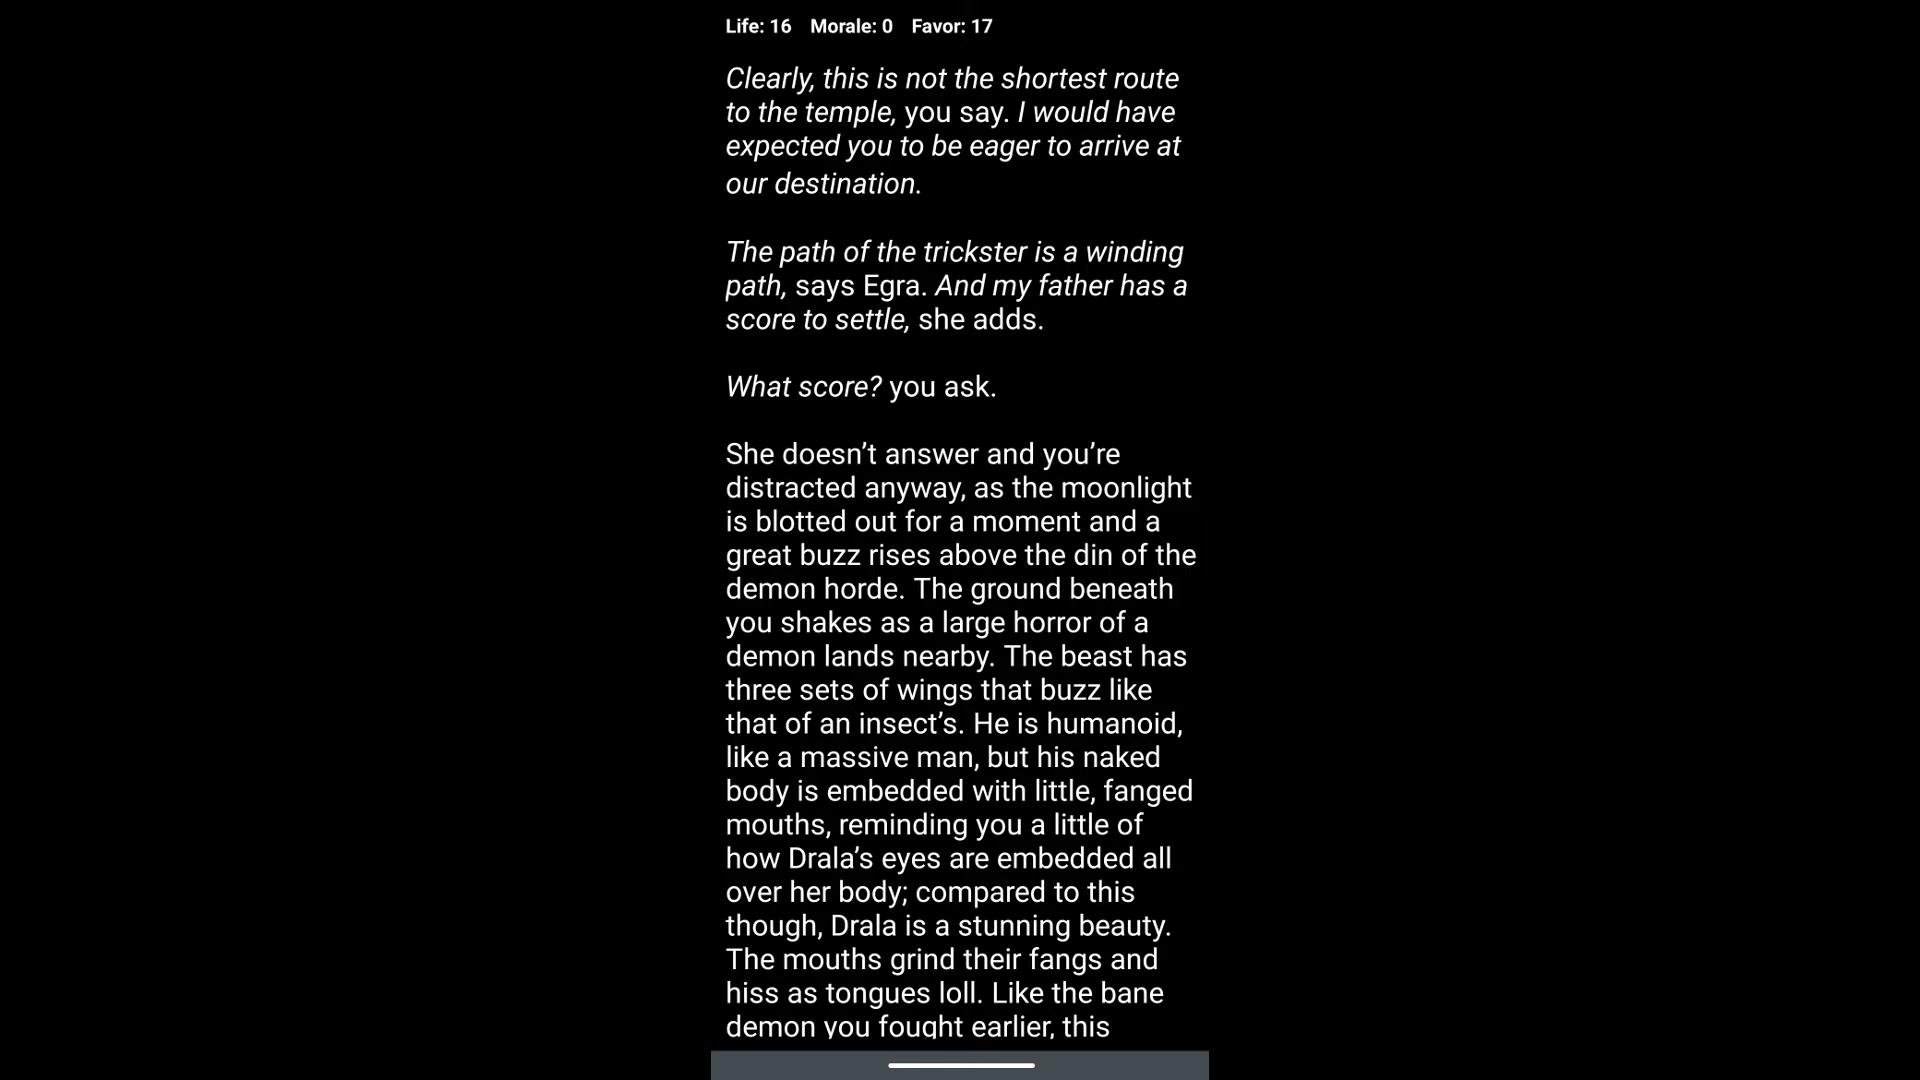 Life: 16 Morale: 0 Favor: 17
Clearly, this is not the shortest route
to the temple, you say. I would have
expected you to be eager to arrive at
our destination.
The path of the trickster is a winding
path, says Egra. And my father has a
score to settle, she adds.
What score? you ask.
She doesn’t answer and you’re
distracted anyway, as the moonlight
is blotted out for a moment and a
great buzz rises above the din of the
demon horde. The ground beneath
you shakes as a large horror of a
demon lands nearby. The beast has
three sets of wings that buzz like
that of an insect’s. He is humanoid,
like a massive man, but his naked
body is embedded with little, fanged
mouths, reminding you a little of
how Drala’s eyes are embedded all
over her body; compared to this
though, Drala is a stunning beauty.
The mouths grind their fangs and
hiss as tongues loll. Like the bane
demon you fought earlier, this